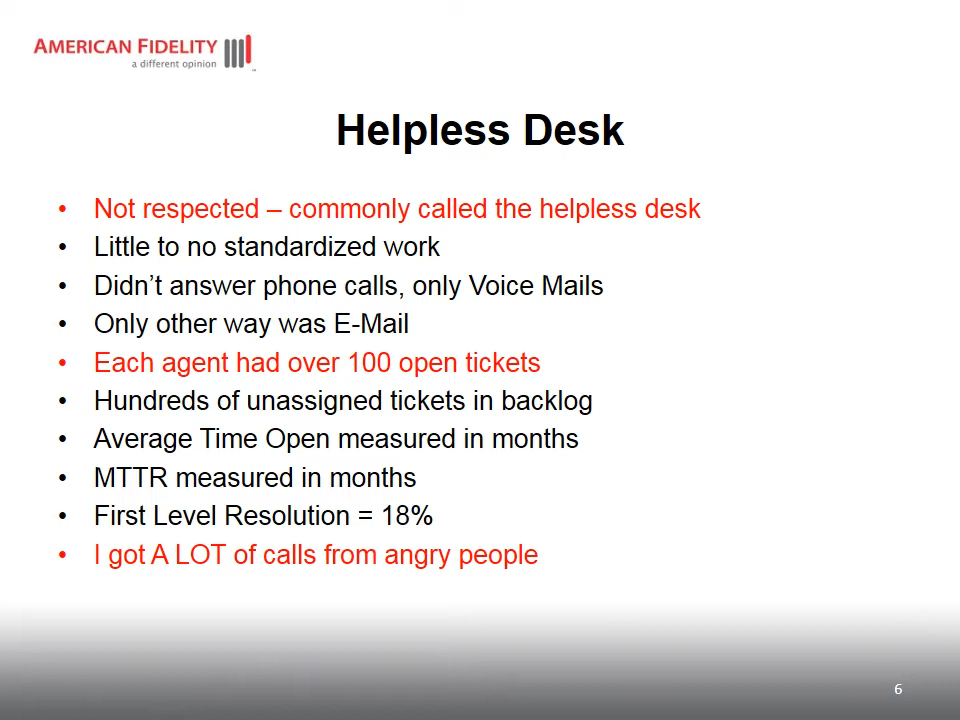 AMERICAN FIDELITY
a different opinion
Helpless Desk
• Not respected – commonly called the helpless desk
• Little to no standardized work
• Didn’t answer phone calls, only Voice Mails
• Only other way was E-Mail
• Each agent had over 100 open tickets
• Hundreds of unassigned tickets in backlog
• Average Time Open measured in months
• MTTR measured in months
• First Level Resolution = 18%
• I got A LOT of calls from angry people
6